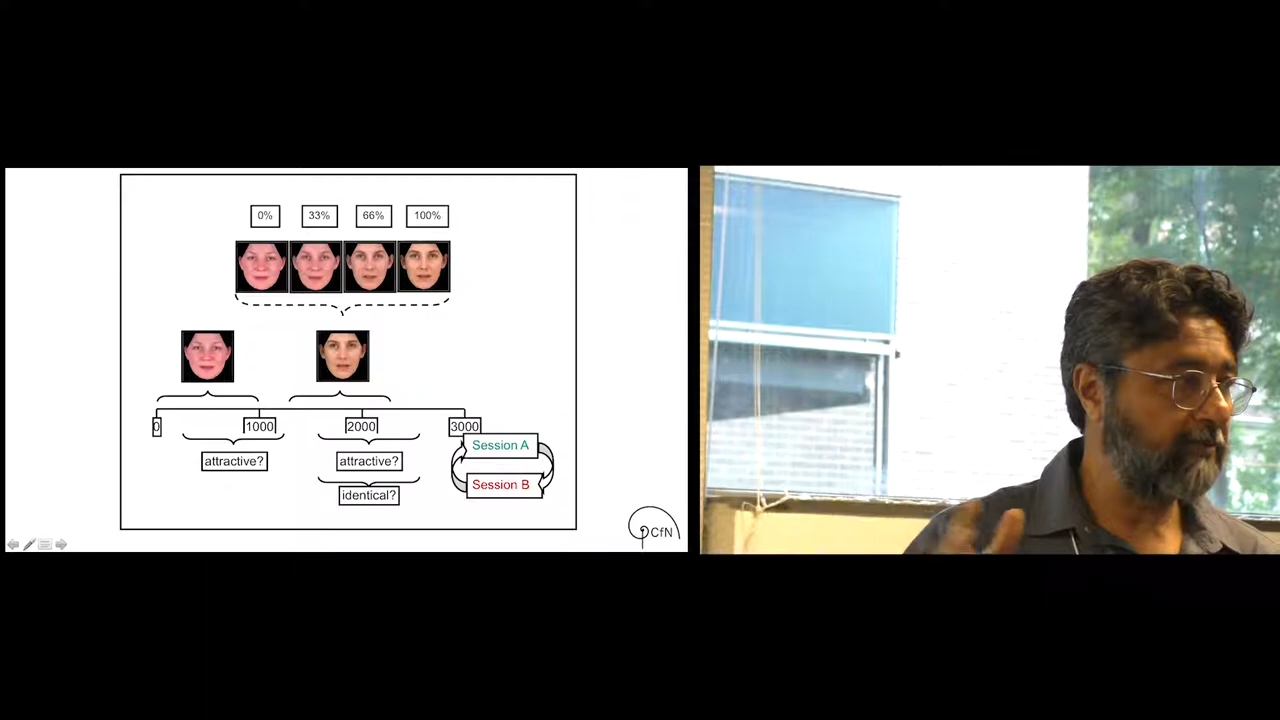 0% 33% 66% 100%
0 1000 2000 3000
Session A
attractive? attractive?
Session B
identical?
CfN